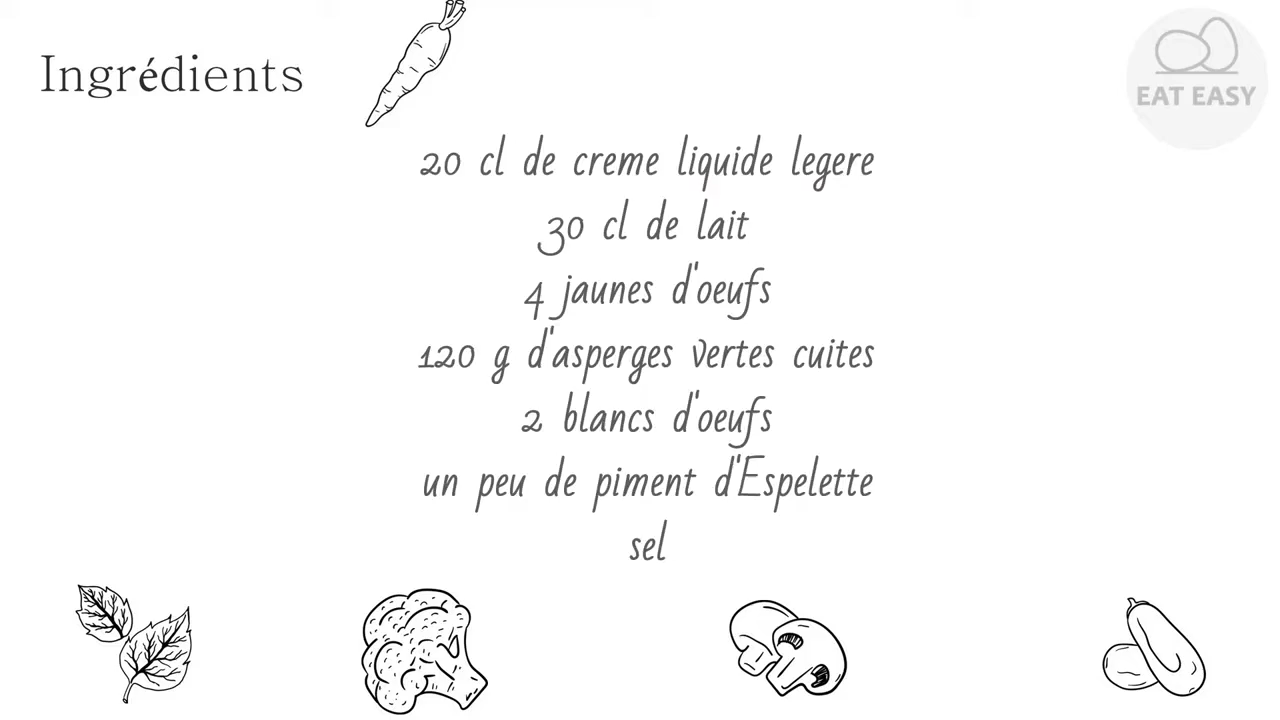 Ingrédients
EAT EASY
20 cl de creme liquide legere
30 cl de lait
4 jaunes d'oeufs
120 g d'asperges vertes cuites
2 blancs d'oeufs
un peu de piment d'Espelette
sel